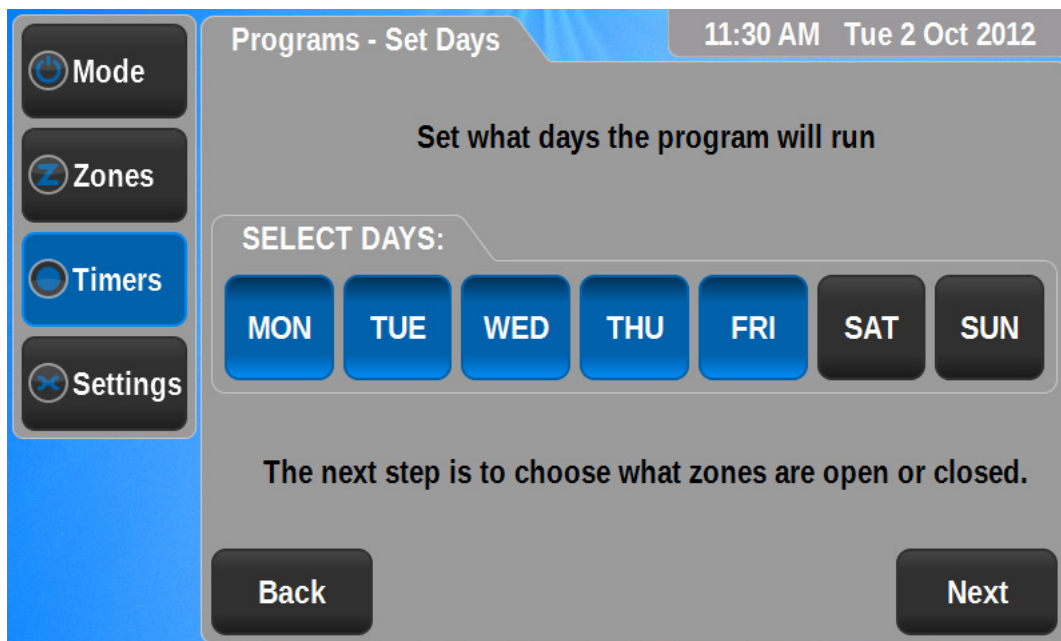 Mode
Zones
Timers
Settings
Programs - Set Days
11:30 AM Tue 2 Oct 2012
Set what days the program will run
SELECT DAYS:
MON TUE WED THU FRI SAT SUN
The next step is to choose what zones are open or closed.
Back
Next